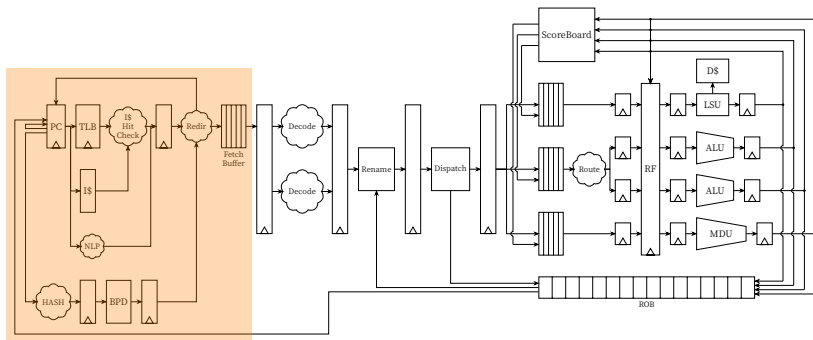 ScoreBoard
D$
PC
TLB
I$
Hit
Check
Redir
Fetch
Buffer
Decode
LSU
I$
Decode
Rename
Dispatch
Route
RF
ALU
ALU
NLP
MDU
HASH
BPD
ROB